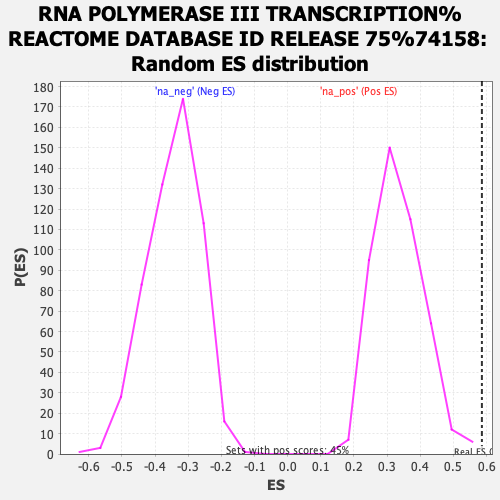 RNA POLYMERASE III TRANSCRIPTION%
REACTOME DATABASE ID RELEASE 75%74158:
Random ES distribution
'na_neg' (Neg ES)
'na_pos' (Pos ES)
180
170
160
150
140
130
120
110
100
90
80
70
60
50
40
30
20
10
0
P(ES)
Sets with pos scores: 45%
Real ES
-0.6 -0.5 -0.4 -0.3 -0.2 -0.1 0.0 0.1 0.2 0.3 0.4 0.5 0.6
ES